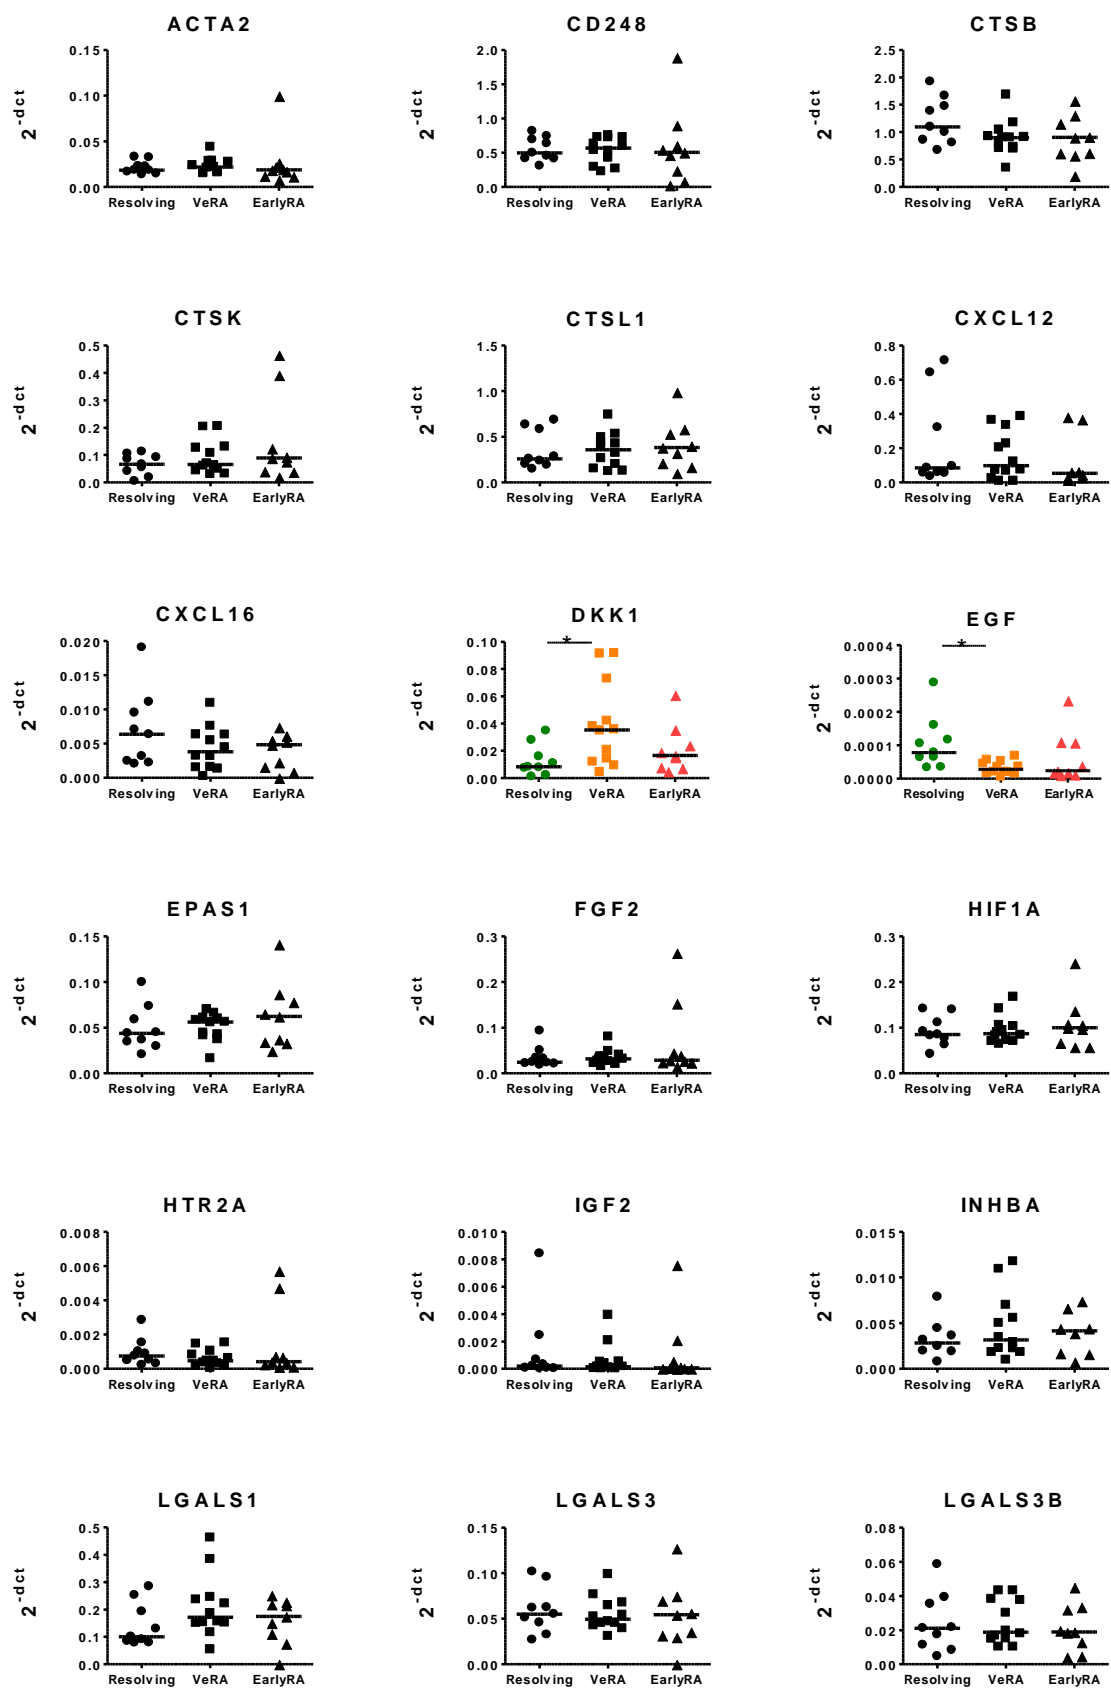 ACTA2 CD248 CTSB
0.15 2.0 2.5
2.0
0.10 1.5
1.5
1.0
1.0
0.05 0.5
0.5
0.00 0.0 0.0
2^-dct 2^-dct 2^-dct
Resolving VeRA EarlyRA Resolving VeRA EarlyRA Resolving VeRA EarlyRA
CTSK CTSL1 CXCL12
0.5 1.5 0.8
0.4
0.6
0.3 1.0
0.4
0.2
0.5
0.1 0.2
0.0 0.0 0.0
2^-dct 2^-dct 2^-dct
Resolving VeRA EarlyRA Resolving VeRA EarlyRA Resolving VeRA EarlyRA
CXCL16 DKK1 EGF
* *
0.020 0.10 0.0004
0.08
0.015 0.0003
0.06
0.010 0.0002
0.04
0.005 0.0001
0.02
0.000 0.00 0.0000
2^-dct 2^-dct 2^-dct
Resolving VeRA EarlyRA Resolving VeRA EarlyRA Resolving VeRA EarlyRA
EPAS1 FGF2 HIF1A
0.15 0.3 0.3
0.10 0.2 0.2
0.05 0.1 0.1
0.00 0.0 0.0
2^-dct 2^-dct 2^-dct
Resolving VeRA EarlyRA Resolving VeRA EarlyRA Resolving VeRA EarlyRA
HTR2A IGF2 INHBA
0.008 0.010 0.015
0.008
0.006
0.006 0.010
0.004
0.004
0.005
0.002 0.002
0.000 0.000 0.000
2^-dct 2^-dct 2^-dct
Resolving VeRA EarlyRA Resolving VeRA EarlyRA Resolving VeRA EarlyRA
LGALS1 LGALS3 LGALS3B
0.5 0.15 0.08
0.4
0.06
0.3 0.10
0.04
0.2
0.05
0.1 0.02
0.0 0.00 0.00
2^-dct 2^-dct 2^-dct
Resolving VeRA EarlyRA Resolving VeRA EarlyRA Resolving VeRA EarlyRA